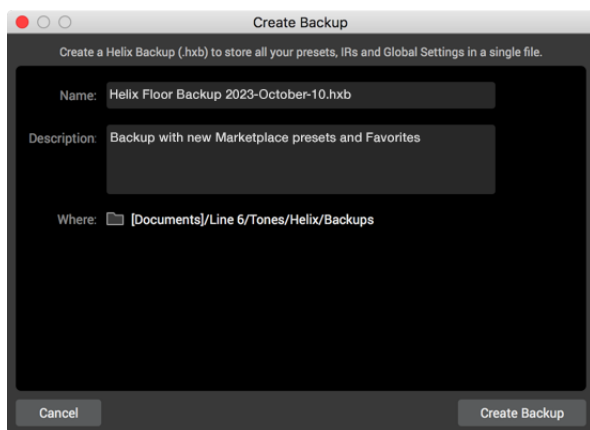 Create Backup
Create a Helix Backup (.hxb) to store all your presets, IRs and Global Settings in a single file.
Name: Helix Floor Backup 2023-October-10.hxb
Description: Backup with new Marketplace presets and Favorites
Where: [Documents]/Line 6/Tones/Helix/Backups
Cancel Create Backup